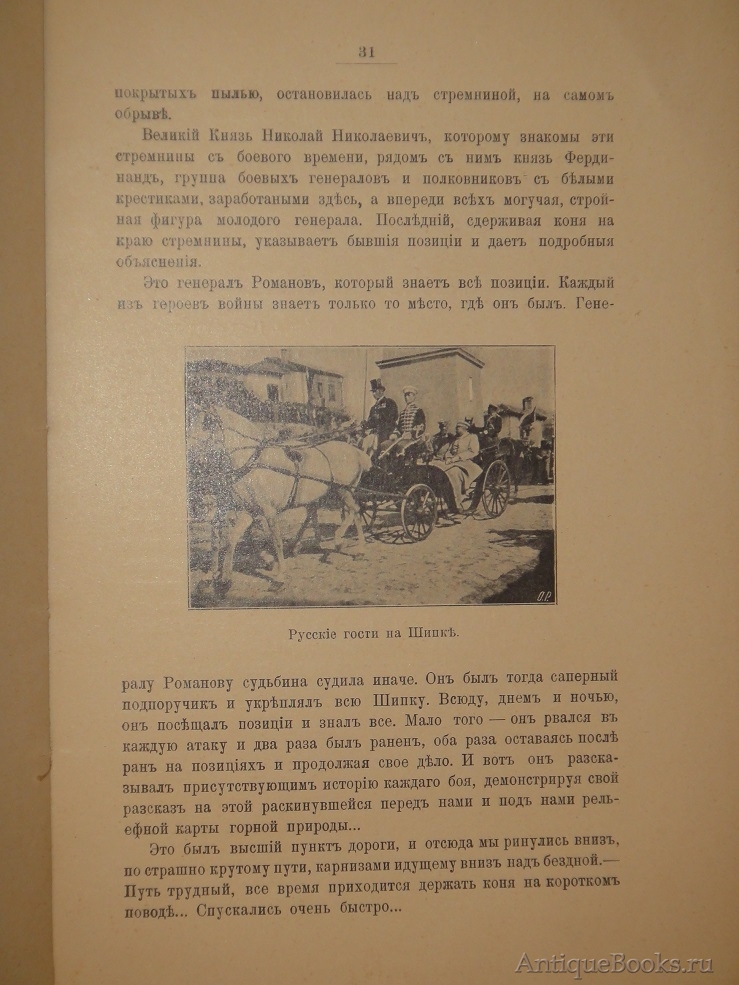 31
покрытыхъ пылью, остановилась надъ стремниной, на самом
обрывѣ.
Великій Князь Николай Николаевичъ, которому знакомы эти
стремнины съ боевого времени, рядомъ съ нимъ князь Ферди-
нандъ, группа боевыхъ генераловъ и полковниковъ съ бѣлыми
крестиками, заработаными здѣсь, а впереди всѣхъ могучая, строй-
ная фигура молодого генерала. Послѣдній, сдерживая коня на
краю стремнины, указываетъ бывшія позиціи и даетъ подробныя
объясненія.
Это генералъ Романовъ, который знаетъ всѣ позиціи. Каждый
изъ героевъ войны знаетъ только то мѣсто, гдѣ онъ былъ. Гене-
О.Р.
Русскіе гости на Шипкѣ.
ралу Романову судьбина судила иначе. Онъ былъ тогда саперный
подпоручикъ и укрѣплялъ всю Шипку. Всюду, днемъ и ночью,
онъ посѣщалъ позиціи и зналъ все. Мало того — онъ рвался въ
каждую атаку и два раза былъ раненъ, оба раза оставаясь послѣ
ранъ на позиціяхъ и продолжая свое дѣло. И вотъ онъ разска-
зывалъ присутствующимъ исторію каждаго боя, демонстрируя свой
разсказъ на этой раскинувшейся передъ нами и подъ нами рель-
ефной карты горной природы...
Это былъ высшій пунктъ дороги, и отсюда мы ринулись внизъ,
по страшно крутому пути, карнизами идущему внизъ надъ бездной.—
Путь трудный, все время приходится держать коня на короткомъ
поводѣ... Спускались очень быстро...
AntiqueBooks.ru